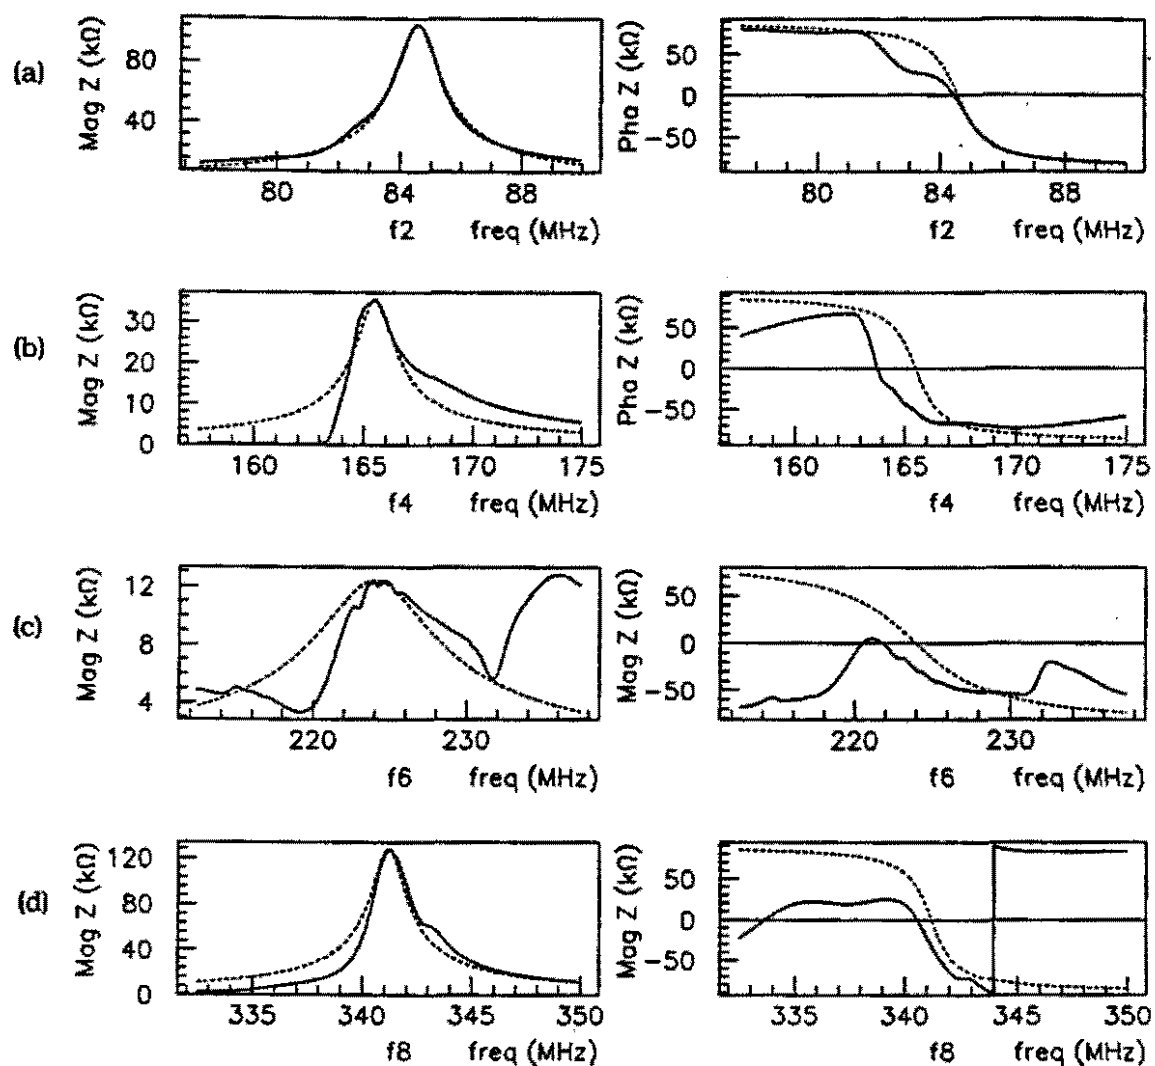 (a)
Mag Z (kΩ)
80
40
80 84 88
f2 freq (MHz)
Pha Z (kΩ)
50
0
−50
80 84 88
f2 freq (MHz)
(b)
Mag Z (kΩ)
30
20
10
0
160 165 170 175
f4 freq (MHz)
Pha Z (kΩ)
50
0
−50
160 165 170 175
f4 freq (MHz)
(c)
Mag Z (kΩ)
12
8
4
220 230
f6 freq (MHz)
Mag Z (kΩ)
50
0
−50
220 230
f6 freq (MHz)
(d)
Mag Z (kΩ)
120
80
40
0
335 340 345 350
f8 freq (MHz)
Mag Z (kΩ)
50
0
−50
335 340 345 350
f8 freq (MHz)